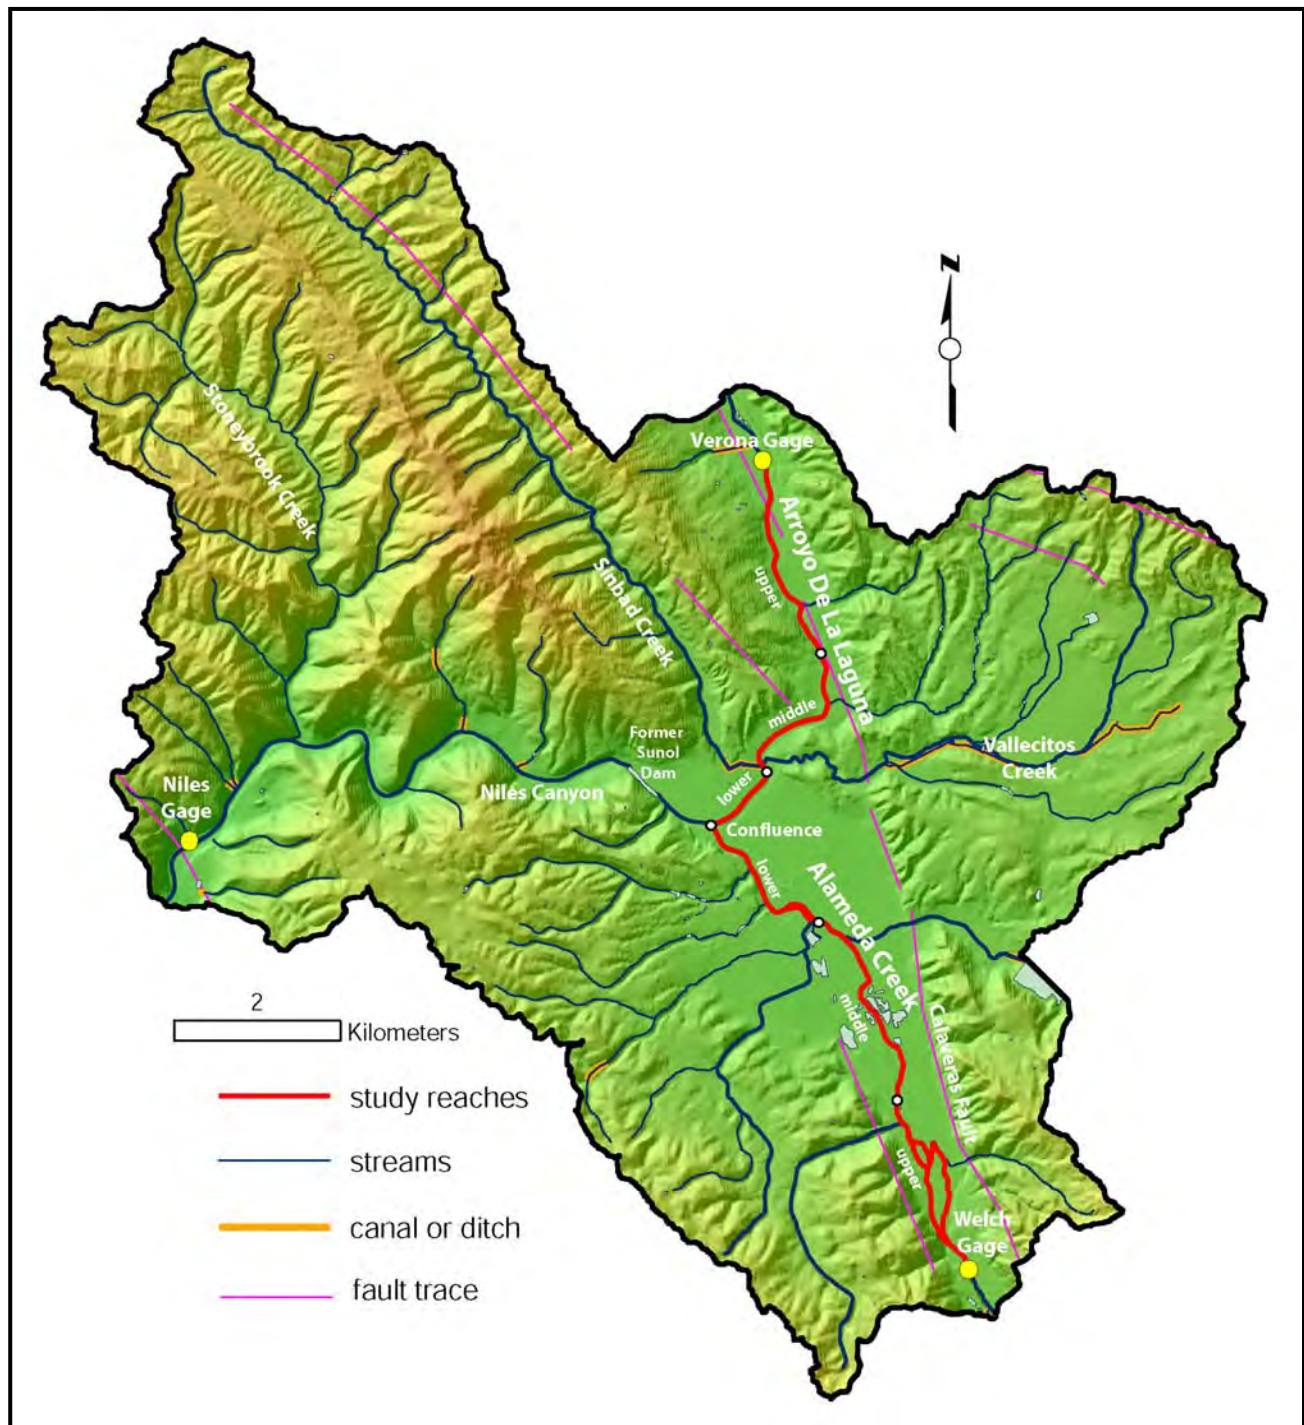 N
Verona Gage
Arroyo De La Laguna
upper
Stoneybrook Creek
Sinbad Creek
middle
Former
Sunol
Dam
Vallecitos
Creek
Niles
Gage
Niles Canyon
lower
Confluence
lower
Alameda Creek
middle
Calaveras Fault
upper
Welch
Gage
2
Kilometers
study reaches
streams
canal or ditch
fault trace